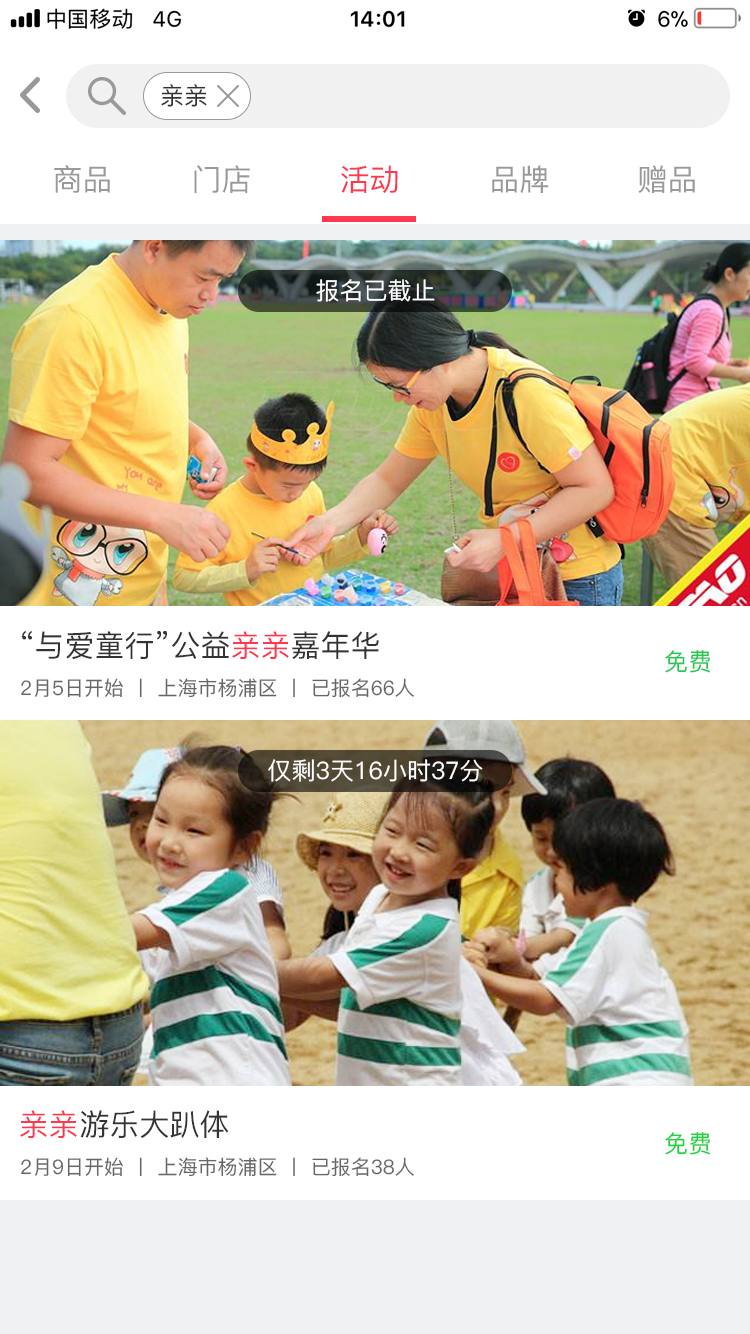 中国移动 4G 14:01 6%
亲亲
商品 门店 活动 品牌 赠品
报名已截止
“与爱童行”公益亲亲嘉年华
免费
2月5日开始 | 上海市杨浦区 | 已报名66人
仅剩3天16小时37分
亲亲游乐大趴体
免费
2月9日开始 | 上海市杨浦区 | 已报名38人